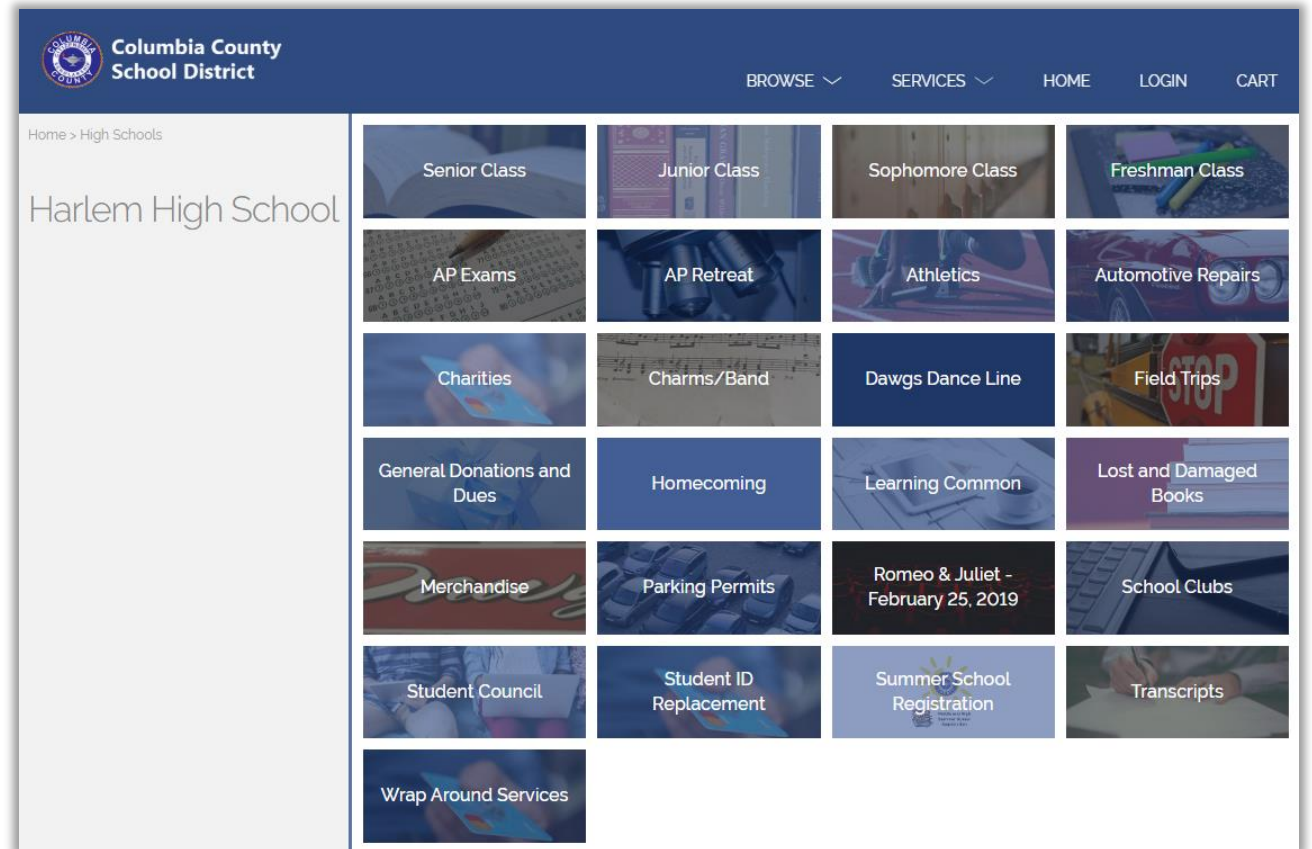 Columbia County
School District
BROWSE
SERVICES
HOME
LOGIN
CART
Home > High Schools
Harlem High School
Senior Class
Junior Class
Sophomore Class
Freshman Class
AP Exams
AP Retreat
Athletics
Automotive Repairs
Charities
Charms/Band
Dawgs Dance Line
Field Trips
STOP
General Donations and
Dues
Homecoming
Learning Common
Lost and Damaged
Books
Merchandise
Parking Permits
Romeo & Juliet -
February 25, 2019
School Clubs
Student Council
Student ID
Replacement
Summer School
Registration
Transcripts
Wrap Around Services